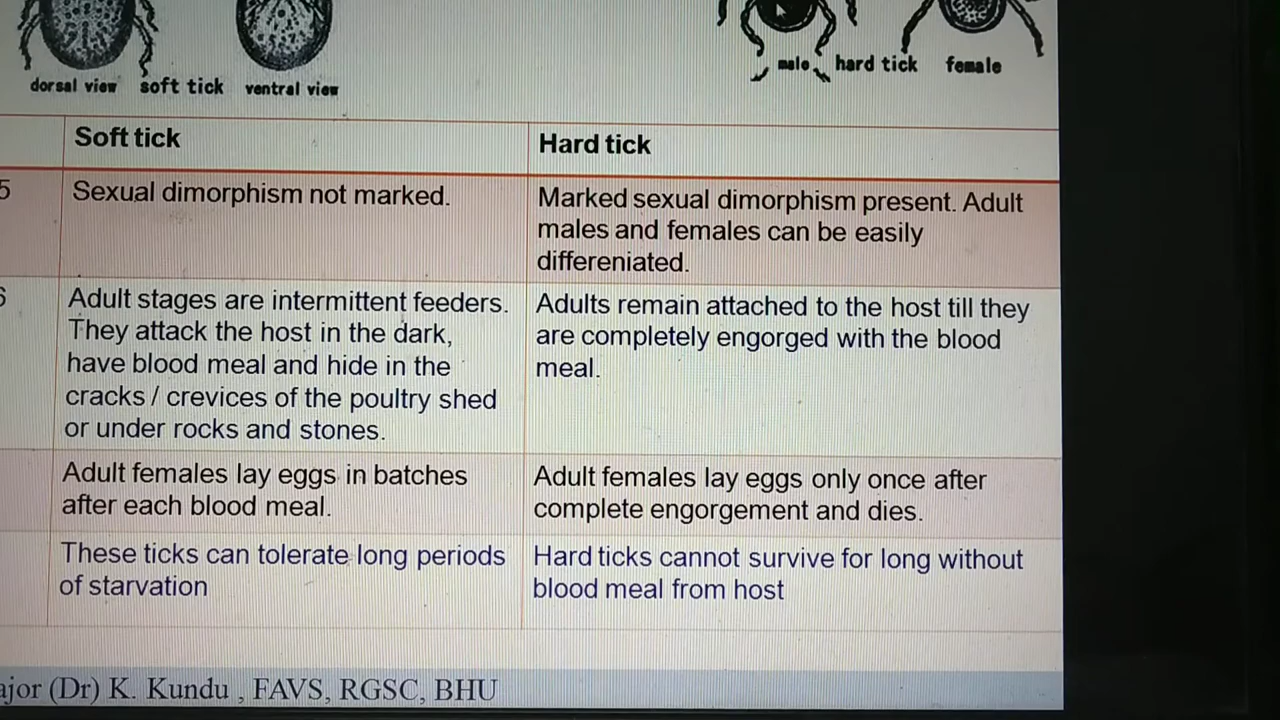 dorsal view soft tick ventral view
male hard tick female
Soft tick
Hard tick
5
Sexual dimorphism not marked.
Marked sexual dimorphism present. Adult
males and females can be easily
differeniated.
6
Adult stages are intermittent feeders.
They attack the host in the dark,
have blood meal and hide in the
cracks / crevices of the poultry shed
or under rocks and stones.
Adults remain attached to the host till they
are completely engorged with the blood
meal.
Adult females lay eggs in batches
after each blood meal.
Adult females lay eggs only once after
complete engorgement and dies.
These ticks can tolerate long periods
of starvation
Hard ticks cannot survive for long without
blood meal from host
ajor (Dr) K. Kundu , FAVS, RGSC, BHU